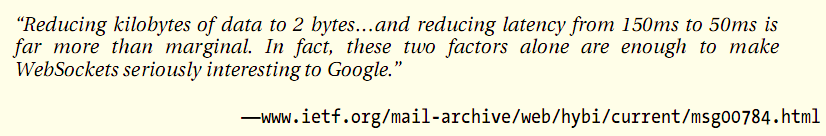 “Reducing kilobytes of data to 2 bytes…and reducing latency from 150ms to 50ms is
far more than marginal. In fact, these two factors alone are enough to make
WebSockets seriously interesting to Google.”
—www.ietf.org/mail-archive/web/hybi/current/msg00784.html